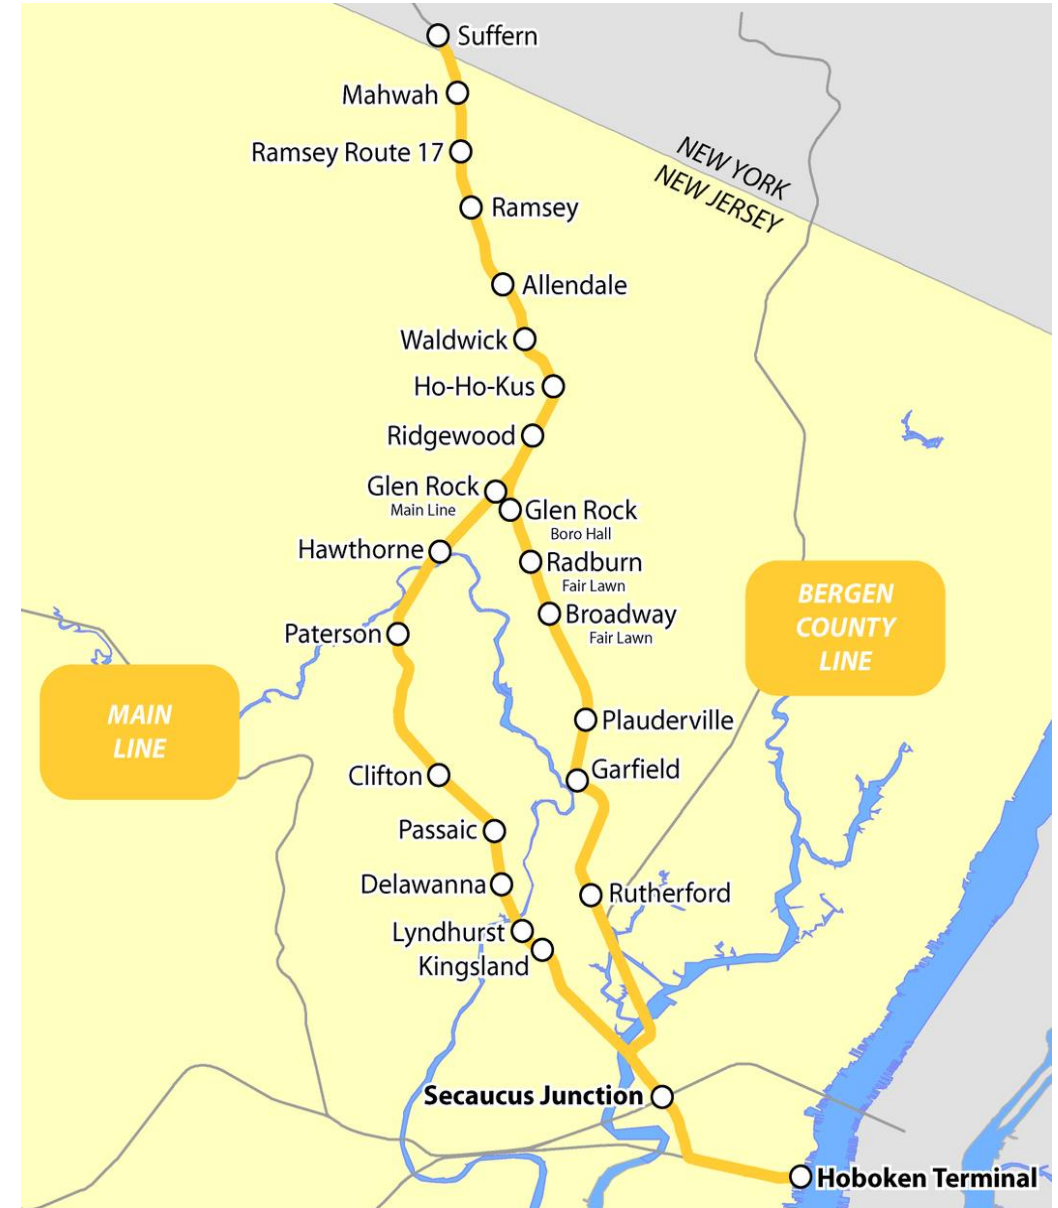 Suffern
Mahwah
Ramsey Route 17
NEW YORK
NEW JERSEY
Ramsey
Allendale
Waldwick
Ho-Ho-Kus
Ridgewood
Glen Rock
Main Line
Glen Rock
Boro Hall
Hawthorne
Radburn
Fair Lawn
BERGEN
COUNTY
LINE
Broadway
Fair Lawn
Paterson
MAIN
LINE
Plauderville
Clifton
Garfield
Passaic
Delawanna
Rutherford
Lyndhurst
Kingsland
Secaucus Junction
Hoboken Terminal